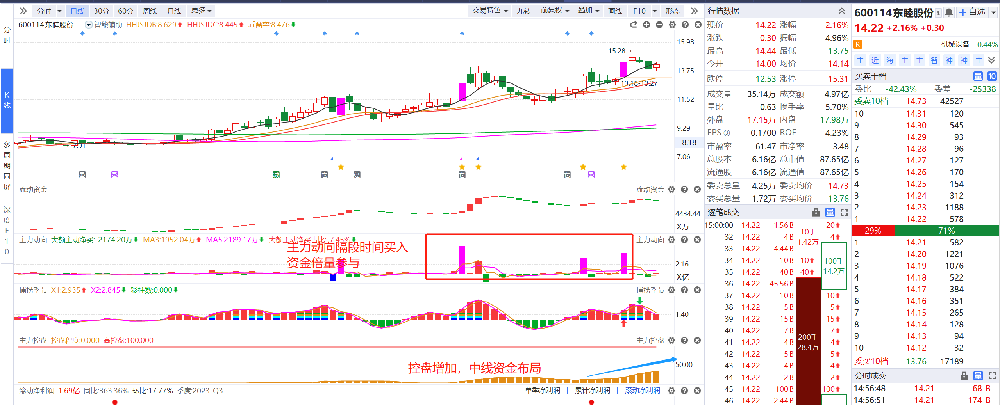 分时 日线 30分 60分 周线 月线 更多
交易特色 九转 前复权 叠加 画线 F10 形态
600114 东睦股份 智能辅助 HHJSJDB:8.629 HHJSJDC:8.445 乖离率:8.476
分时
K线
多周期同屏
深度F10
15.98
15.28→
13.75
13.18-13.27
11.52
9.29
8.18
←7.91
7.06
叠 叠 减 它 经 它 它 叠
流动资金
流动资金
4434.44
X万
主力动向 大额主动净买:-2174.20万 MA3:1952.04万 MA5:2189.17万 大额主动净买占比:-7.45%
主力动向
主力动向隔段时间买入
资金倍量参与
2.16
X亿
捕捞季节 X1:2.935 X2:2.845 彩柱数:0.000
捕捞季节
1.40
主力控盘 控盘程度:0.000 高控盘:100.000
主力控盘
控盘增加，中线资金布局
50.00
滚动净利润 1.69亿 同比:363.36% 环比:17.77% 季度:2023-Q3
单季净利润 | 累计净利润 | 滚动净利润
行情数据
现价 14.22 涨幅 2.16%
涨跌 0.30 振幅 4.96%
最高 14.44 最低 13.75
今开 14.00 均价 14.14
跌停 12.53 涨停 15.31
成交量 35.14万 成交额 4.97亿
量比 0.63 换手率 5.70%
外盘 17.15万 内盘 17.98万
EPS ③ 0.1700 ROE 4.23%
市盈率 61.47 市净率 3.48
总股本 6.16亿 总市值 87.65亿
流通股 6.16亿 流通值 87.65亿
委卖总量 4.25万 委卖均价 14.73
委买总量 1.72万 委买均价 13.76
逐笔成交 量
15:00:00 14.22 1.56 B
32 14.22 4 B
33 14.22 4.44 B
34 14.22 10 B
35 14.22 40 B
36 14.22 45.56 B
37 14.22 10 B
38 14.22 5 B
39 14.22 15 B
40 14.22 7 B
41 14.22 4 B
42 14.22 5 B
43 14.22 4 B
44 14.22 2 B
45 14.22 100 B
46 14.22 2.44 B
10手
1.42万
10
40
200手
28.4万
20
4
100手
14.2万
10
5
15
7
4
5
4
2
100
600114 东睦股份 i 自选
14.22 +2.16% +0.30
R 机械设备: -0.44%
主 近 海 主 主 智 神 神 主
买卖十档 量 10
委比 -42.43% 委差 -25338
委卖10档 14.73 42527
10 14.31 120
9 14.30 545
8 14.29 93
7 14.28 96
6 14.27 127
5 14.26 170
4 14.25 154
3 14.24 312
2 14.23 1188
1 14.22 578
29% 71%
1 14.21 582
2 14.20 1221
3 14.19 1076
4 14.18 522
5 14.17 384
6 14.16 351
7 14.15 265
8 14.14 128
9 14.13 94
10 14.12 32
委买10档 13.76 17189
分时成交 量
14:56:48 14.21 68 B
14:56:51 14.21 174 B